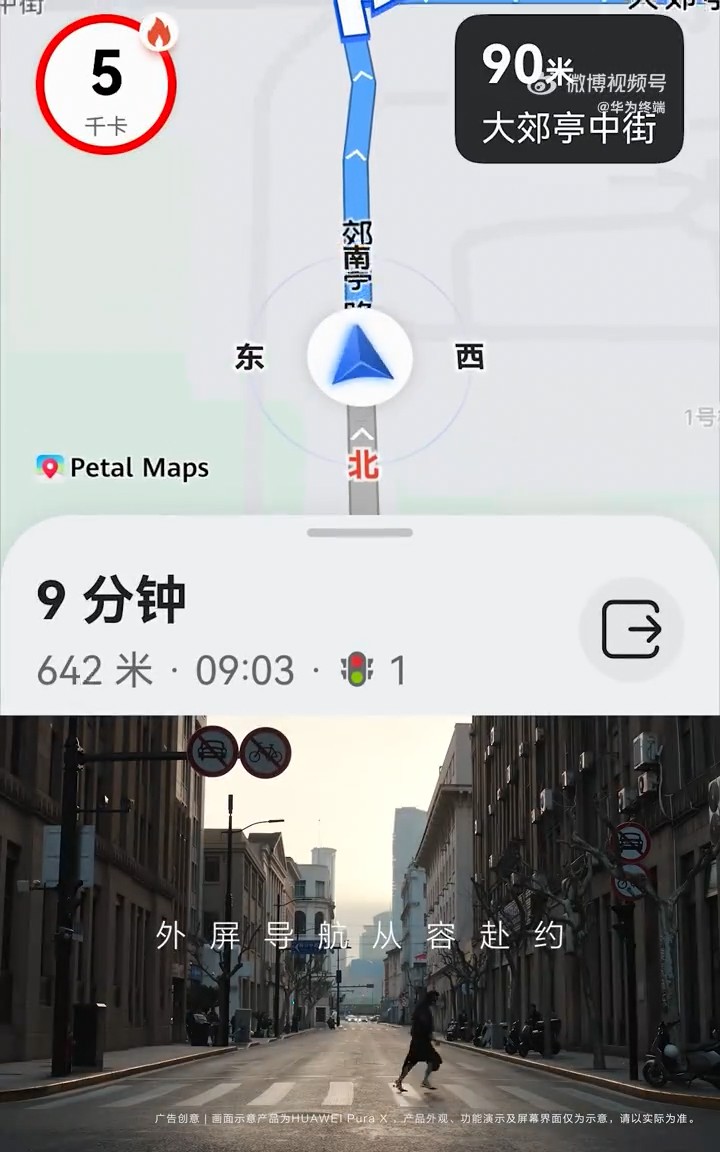 中街
大郊亭
5
千卡
90米
微博视频号
@华为终端
大郊亭中街
郊
南
亭
东
西
1号
北
Petal Maps
9 分钟
642 米 · 09:03 · 1
外屏导航从容赴约
广告创意｜画面示意产品为HUAWEI Pura X ，产品外观、功能演示及屏幕界面仅为示意，请以实际为准。